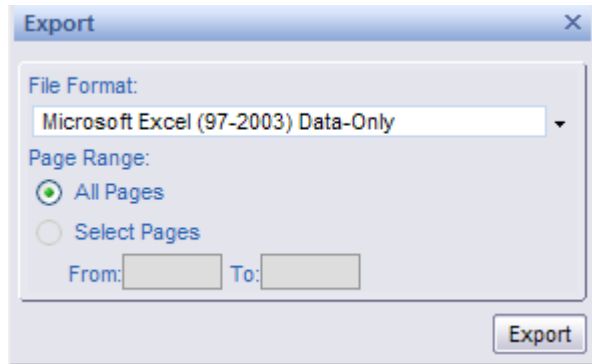 Export
File Format:
Microsoft Excel (97-2003) Data-Only
Page Range:
All Pages
Select Pages
From: To:
Export